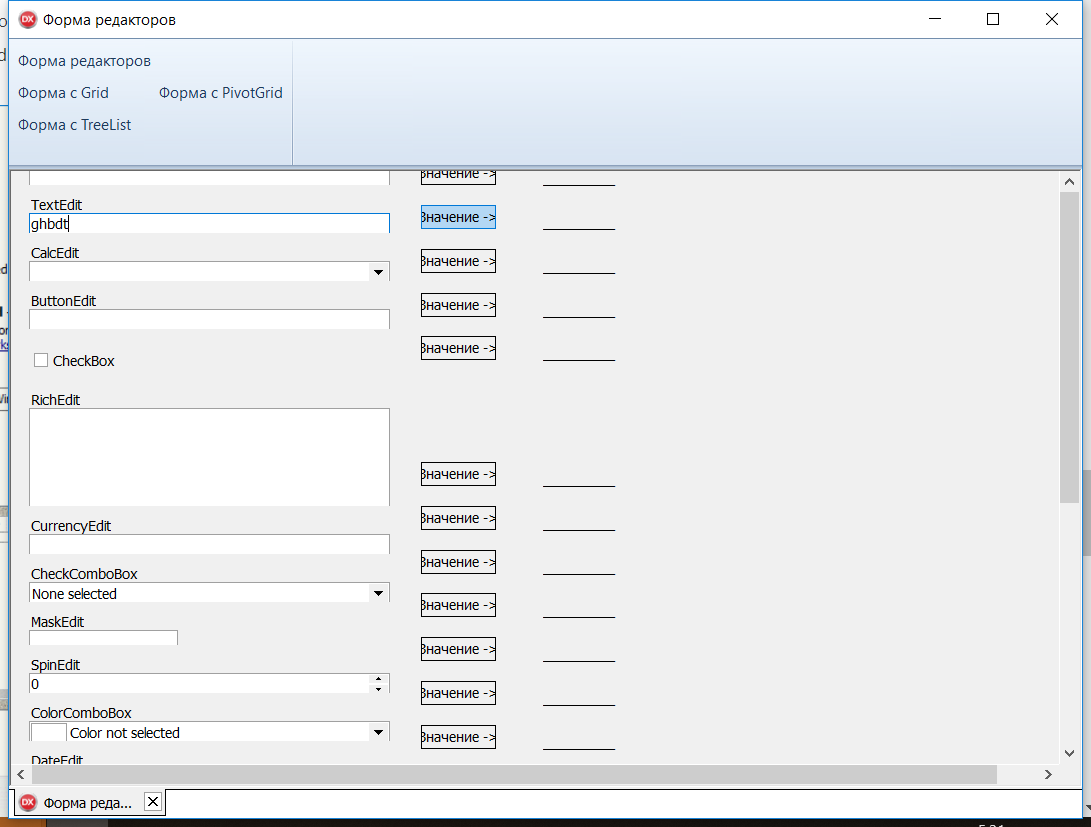 DX Форма редакторов
Форма редакторов
Форма с Grid Форма с PivotGrid
Форма с TreeList
Значение ->
TextEdit
ghbdt Значение ->
CalcEdit
Значение ->
ButtonEdit
Значение ->
CheckBox Значение ->
RichEdit
Значение ->
CurrencyEdit Значение ->
CheckComboBox Значение ->
None selected
MaskEdit Значение ->
SpinEdit Значение ->
0
ColorComboBox Значение ->
Color not selected Значение ->
DateEdit
DX Форма реда...